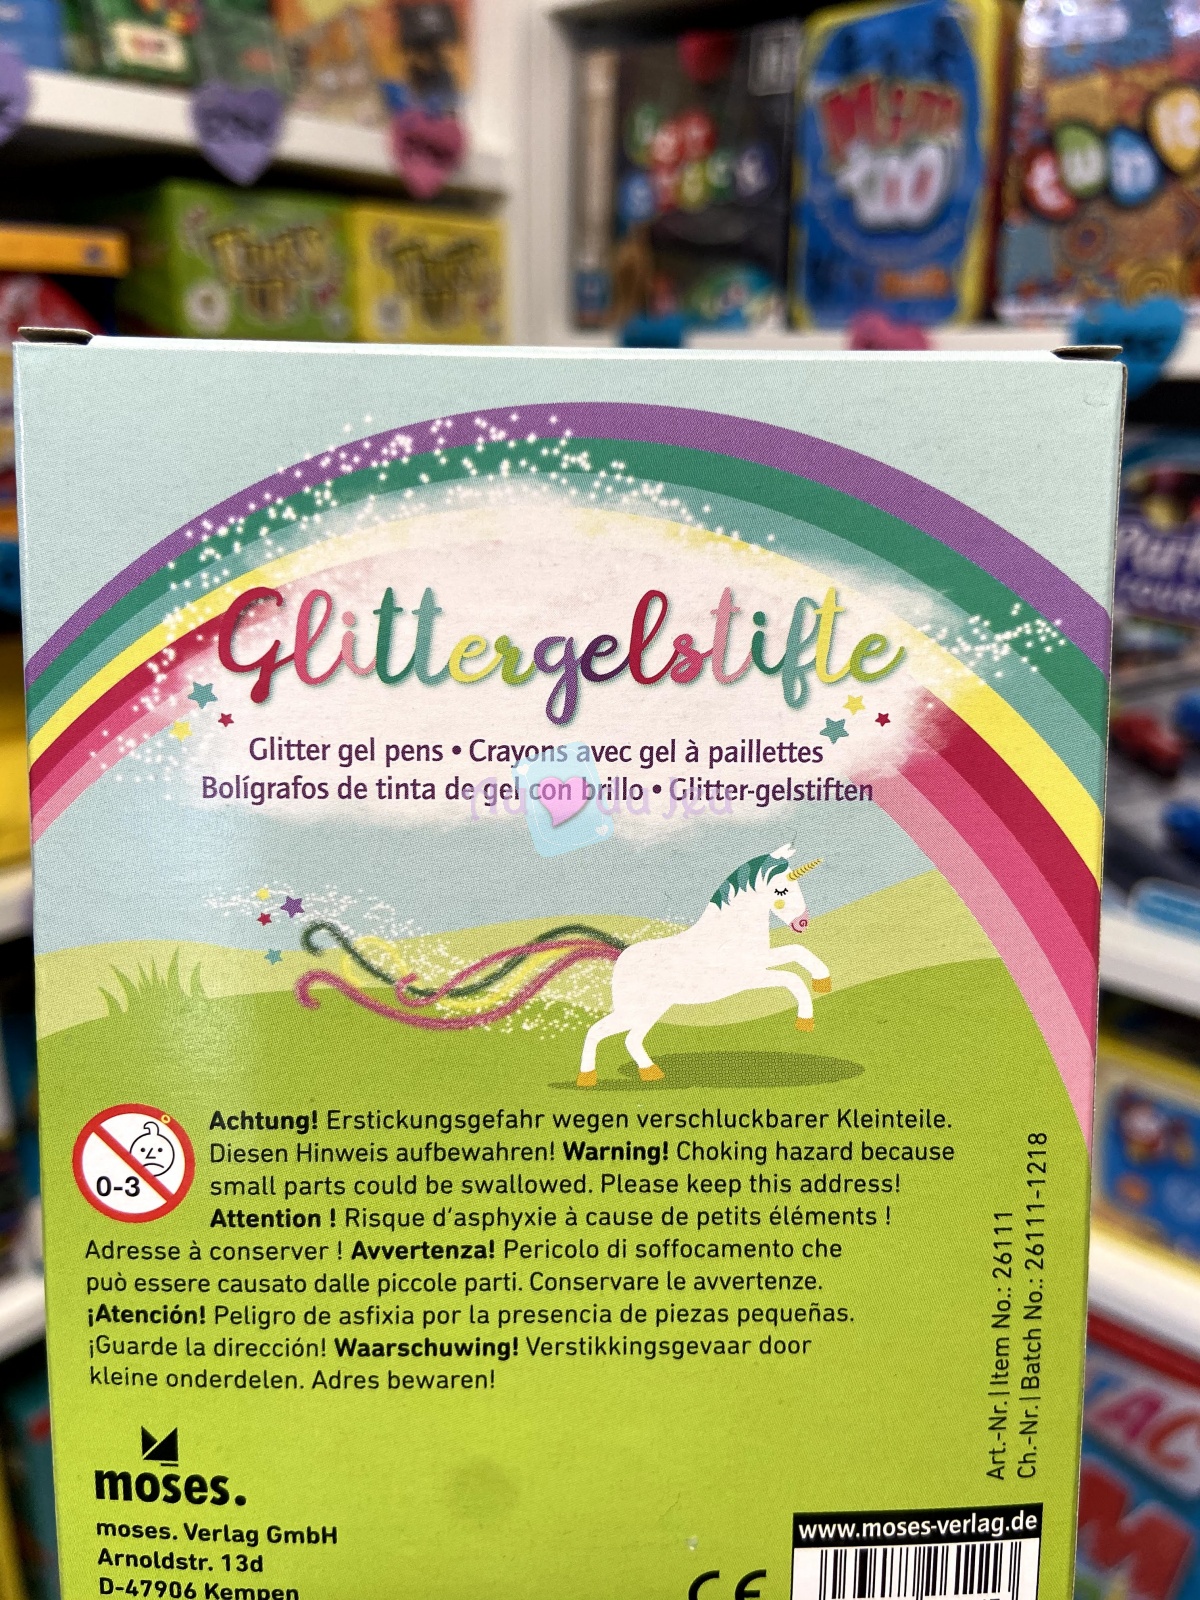 Glittergelstifte
Glitter gel pens • Crayons avec gel à paillettes
Bolígrafos de tinta de gel con brillo • Glitter-gelstiften
Achtung! Erstickungsgefahr wegen verschluckbarer Kleinteile.
Diesen Hinweis aufbewahren! Warning! Choking hazard because
0-3
small parts could be swallowed. Please keep this address!
Attention ! Risque d'asphyxie à cause de petits éléments !
Adresse à conserver ! Avvertenza! Pericolo di soffocamento che
può essere causato dalle piccole parti. Conservare le avvertenze.
¡Atención! Peligro de asfixia por la presencia de piezas pequeñas.
¡Guarde la dirección! Waarschuwing! Verstikkingsgevaar door
kleine onderdelen. Adres bewaren!
Art.-Nr. | Item No.: 26111
Ch.-Nr. | Batch No.: 26111-1218
moses.
moses. Verlag GmbH
Arnoldstr. 13d
D-47906 Kempen
www.moses-verlag.de
CE